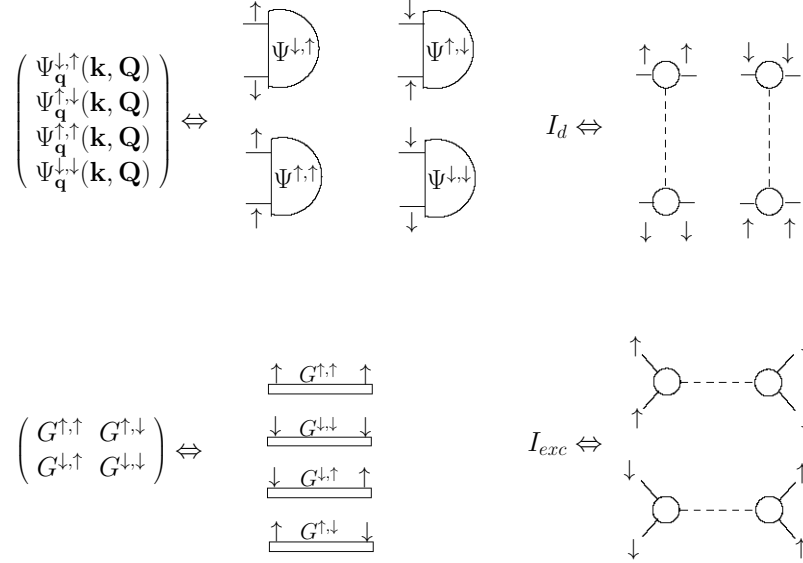 ↑ ↓
Ψ^{↓,↑} Ψ^{↑,↓}
↓ ↑
( Ψ_q^{↓,↑}(k, Q)
Ψ_q^{↑,↓}(k, Q)
Ψ_q^{↑,↑}(k, Q)
Ψ_q^{↓,↓}(k, Q) ) ⇔
↑ ↓
Ψ^{↑,↑} Ψ^{↓,↓}
↑ ↓
↑ ↑ ↓ ↓
I_d ⇔
↓ ↓ ↑ ↑
( G^{↑,↑} G^{↑,↓}
G^{↓,↑} G^{↓,↓} ) ⇔
↑ G^{↑,↑} ↑
↓ G^{↓,↓} ↓
↓ G^{↓,↑} ↑
↑ G^{↑,↓} ↓
↑
I_{exc} ⇔
↑
↓ ↑
↓ ↑